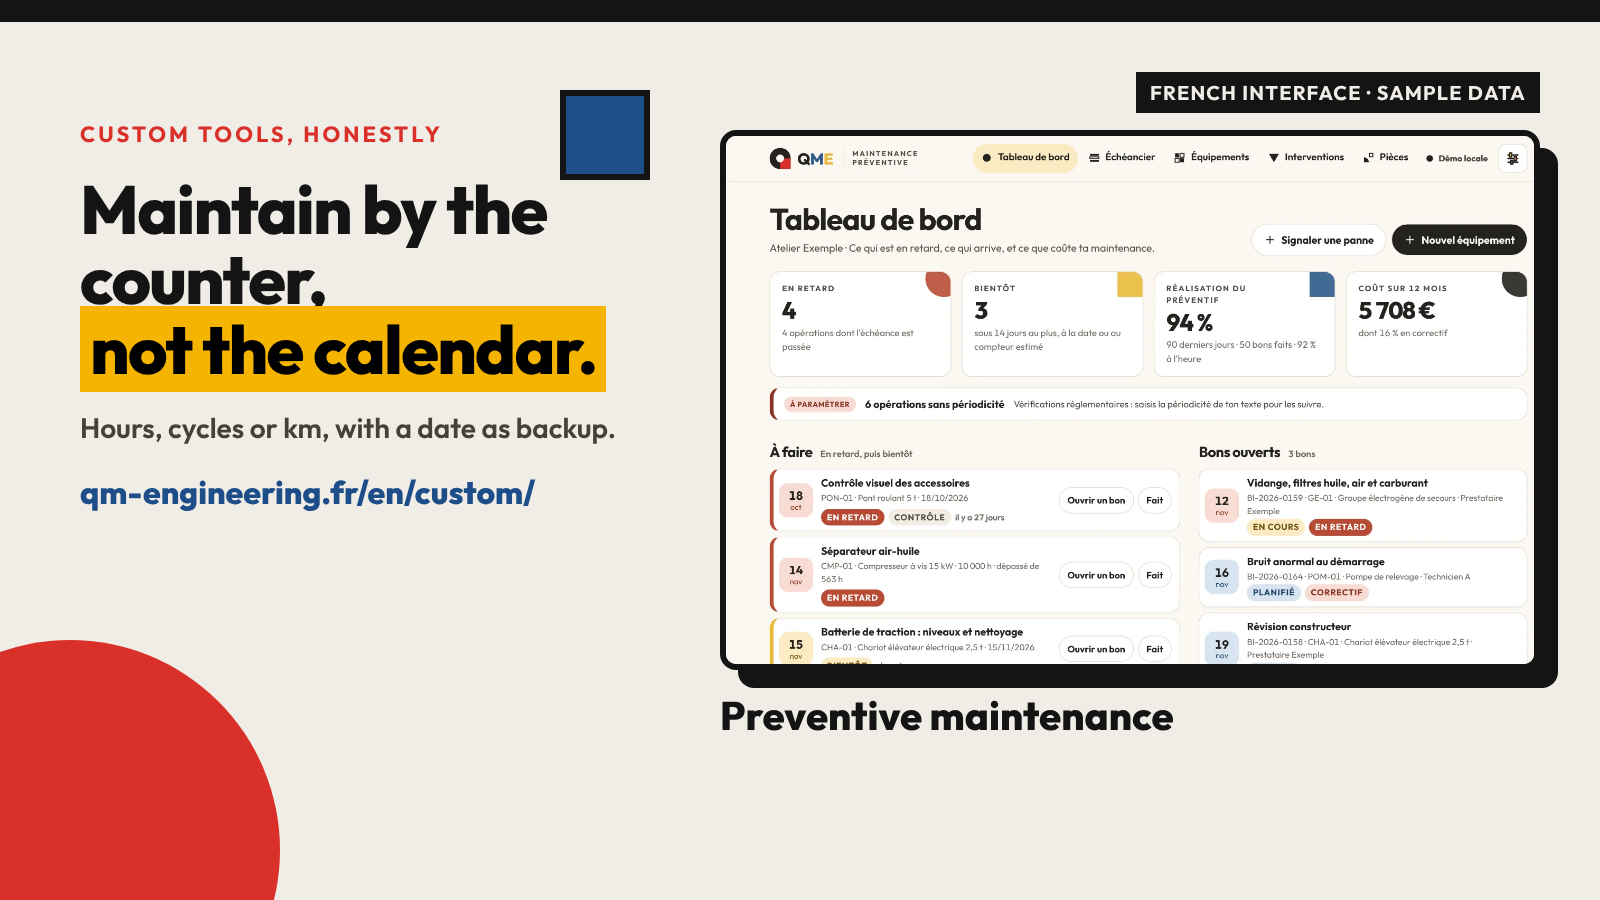 CUSTOM TOOLS, HONESTLY
Maintain by the
counter,
not the calendar.
Hours, cycles or km, with a date as backup.
qm-engineering.fr/en/custom/
FRENCH INTERFACE · SAMPLE DATA
QME
MAINTENANCE
PRÉVENTIVE
Tableau de bord
Échéancier
Équipements
Interventions
Pièces
Démo locale
Tableau de bord
Atelier Exemple · Ce qui est en retard, ce qui arrive, et ce que coûte ta maintenance.
+ Signaler une panne
+ Nouvel équipement
EN RETARD
4
4 opérations dont l'échéance est
passée
BIENTÔT
3
sous 14 jours au plus, à la date ou au
compteur estimé
RÉALISATION DU
PRÉVENTIF
94 %
90 derniers jours · 50 bons faits · 92 %
à l'heure
COÛT SUR 12 MOIS
5 708 €
dont 16 % en correctif
À PARAMÉTRER
6 opérations sans périodicité
Vérifications réglementaires : saisis la périodicité de ton texte pour les suivre.
À faire
En retard, puis bientôt
18
oct
Contrôle visuel des accessoires
PON-01 · Pont roulant 5 t · 18/10/2026
EN RETARD
CONTRÔLE
il y a 27 jours
Ouvrir un bon
Fait
14
nov
Séparateur air-huile
CMP-01 · Compresseur à vis 15 kW · 10 000 h · dépassé de
563 h
EN RETARD
Ouvrir un bon
Fait
15
nov
Batterie de traction : niveaux et nettoyage
CHA-01 · Chariot élévateur électrique 2,5 t · 15/11/2026
Ouvrir un bon
Fait
Bons ouverts
3 bons
12
nov
Vidange, filtres huile, air et carburant
BI-2026-0159 · GE-01 · Groupe électrogène de secours · Prestataire
Exemple
EN COURS
EN RETARD
16
nov
Bruit anormal au démarrage
BI-2026-0164 · POM-01 · Pompe de relevage · Technicien A
PLANIFIÉ
CORRECTIF
19
nov
Révision constructeur
BI-2026-0158 · CHA-01 · Chariot élévateur électrique 2,5 t ·
Prestataire Exemple
Preventive maintenance